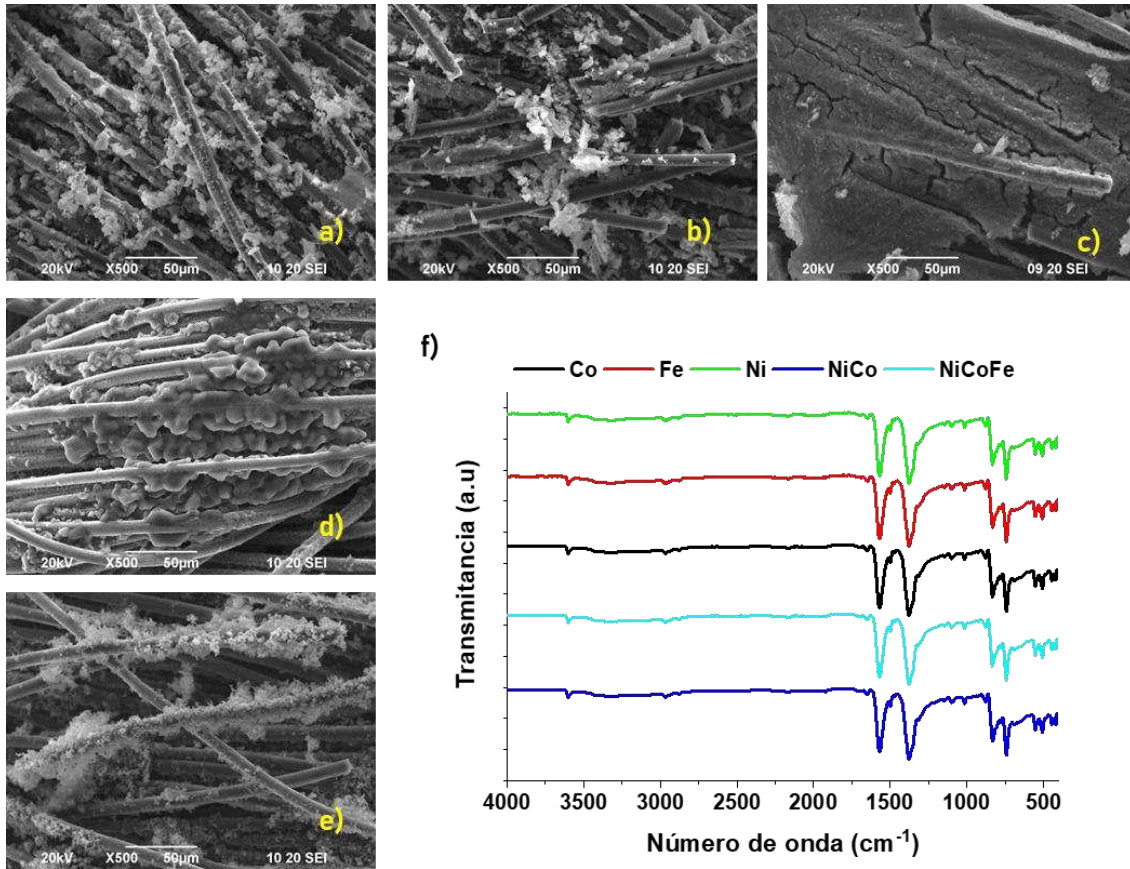 a)
20kV X500 50µm 10 20 SEI
b)
20kV X500 50µm 10 20 SEI
c)
20kV X500 50µm 09 20 SEI
d)
20kV X500 50µm 10 20 SEI
e)
20kV X500 50µm 10 20 SEI
f)
Co Fe Ni NiCo NiCoFe
Transmitancia (a.u)
4000 3500 3000 2500 2000 1500 1000 500
Número de onda (cm⁻¹)